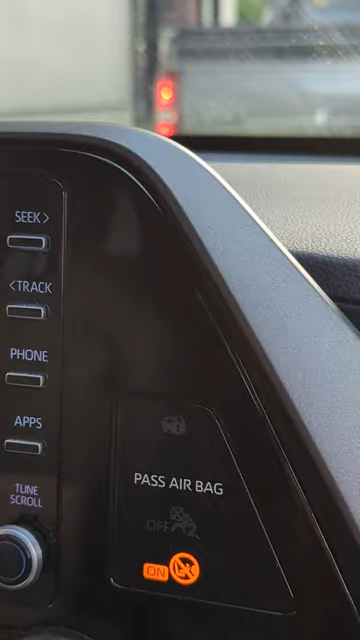 SEEK>
<TRACK
PHONE
APPS
TUNE
SCROLL
PASS AIR BAG
OFF
ON